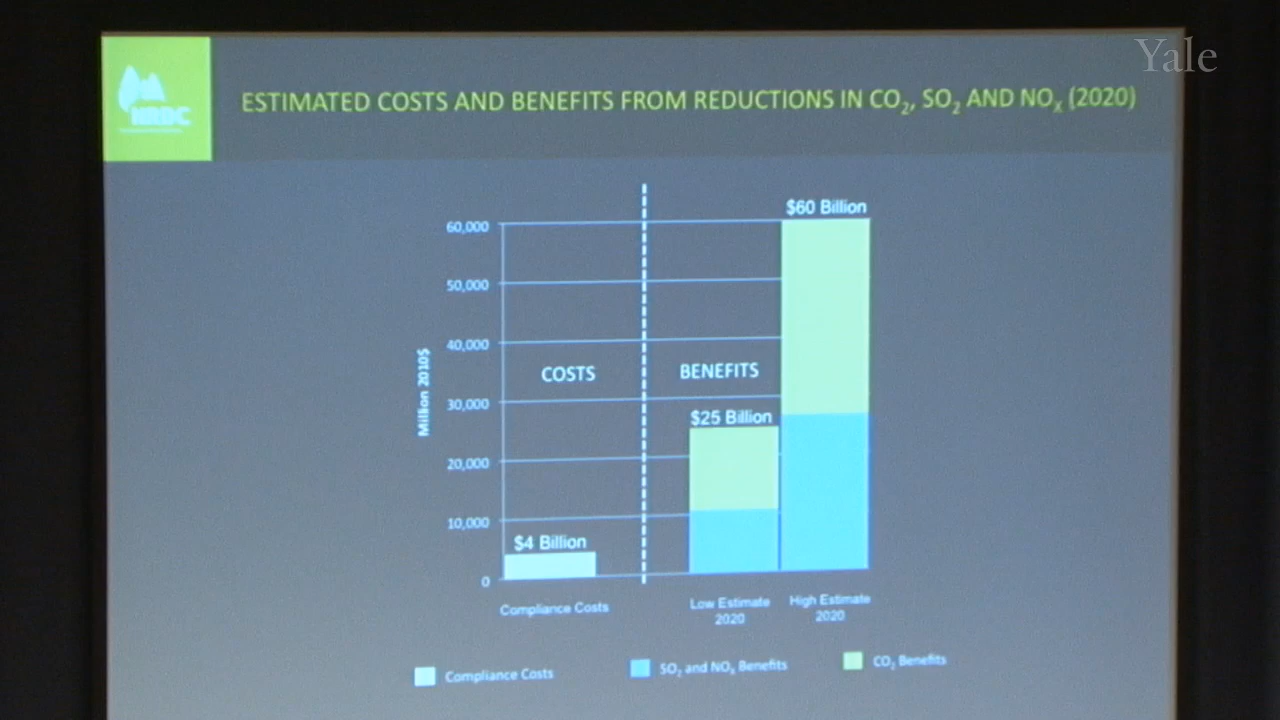 Yale
NRDC
ESTIMATED COSTS AND BENEFITS FROM REDUCTIONS IN CO₂, SO₂ AND NOₓ (2020)
$60 Billion
60,000
50,000
40,000
COSTS
BENEFITS
Million 2010$
30,000
$25 Billion
20,000
10,000
$4 Billion
0
Compliance Costs
Low Estimate
2020
High Estimate
2020
Compliance Costs
SO₂ and NOₓ Benefits
CO₂ Benefits